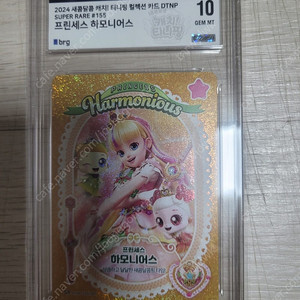 2024 새콤달콤 캐치! 티니핑 컬렉션 카드 DTNP
SUPER RARE #155
프린세스 하모니어스
brg
10
GEM MT
PRINCESS
Harmonious
프린세스
하모니어스